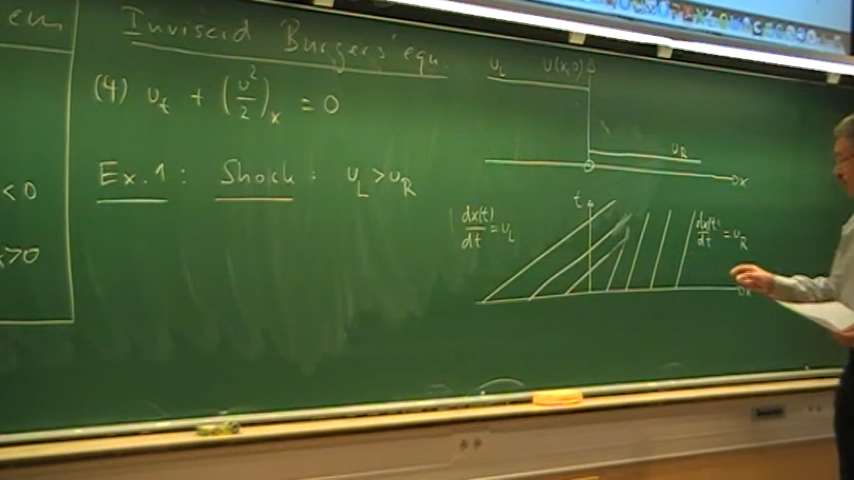 em
<0
x>0
Inviscid Burgers' equ.
(4) u_t + (u²/2)_x = 0
Ex. 1 : Shock : u_L > u_R
u_L u(x,0)
u_R
x
t
dx(t)/dt = u_L
dx(t)/dt = u_R
x